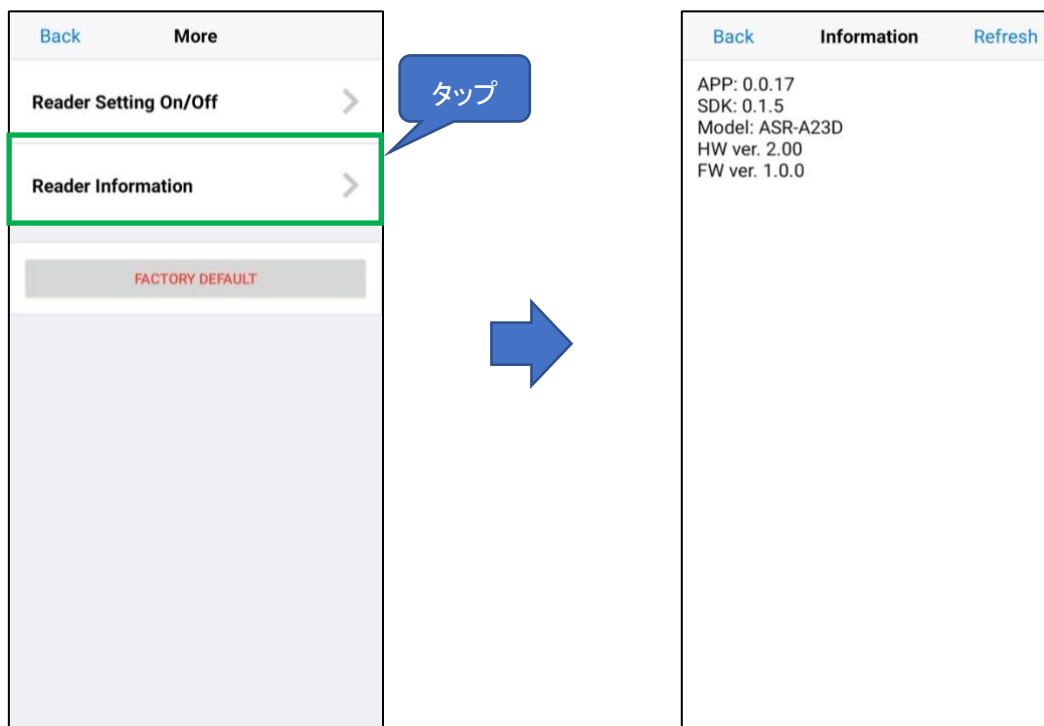 Back More
Reader Setting On/Off
Reader Information
FACTORY DEFAULT
タップ
Back Information Refresh
APP: 0.0.17
SDK: 0.1.5
Model: ASR-A23D
HW ver. 2.00
FW ver. 1.0.0